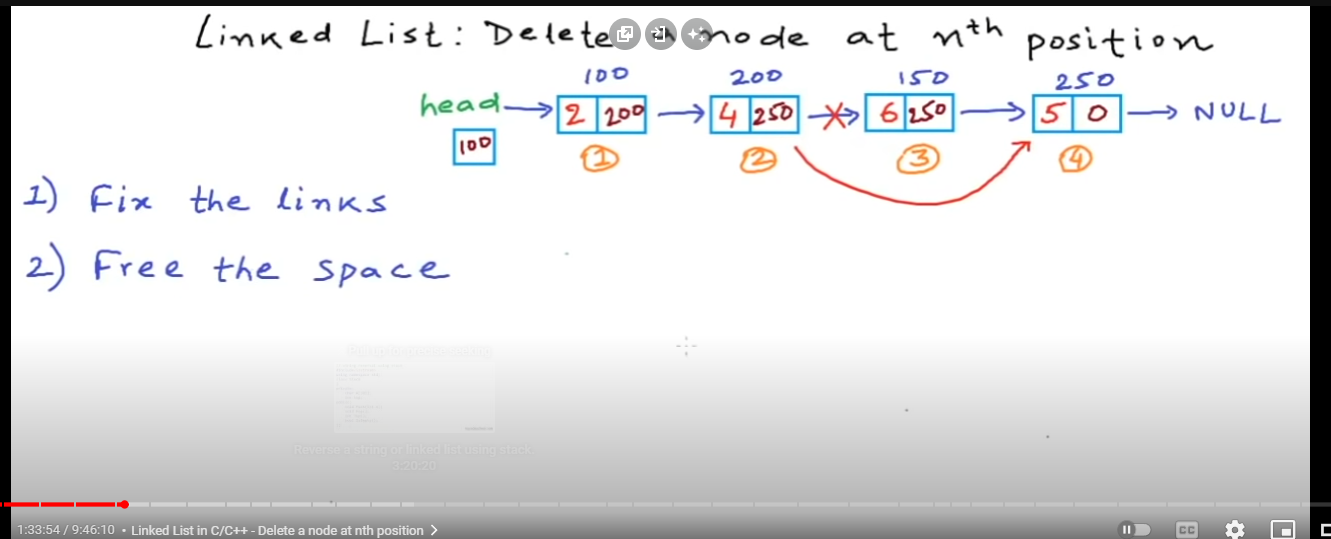 Linked List: Delete a node at nth position
100 200 150 250
head → 2 200 → 4 250 → 6 250 → 5 0 → NULL
100
1 2 3 4
1) Fix the links
2) Free the space
Reverse a string or linked list using stack
3:20:20
1:33:54 / 9:46:10 • Linked List in C/C++ - Delete a node at nth position >
CC